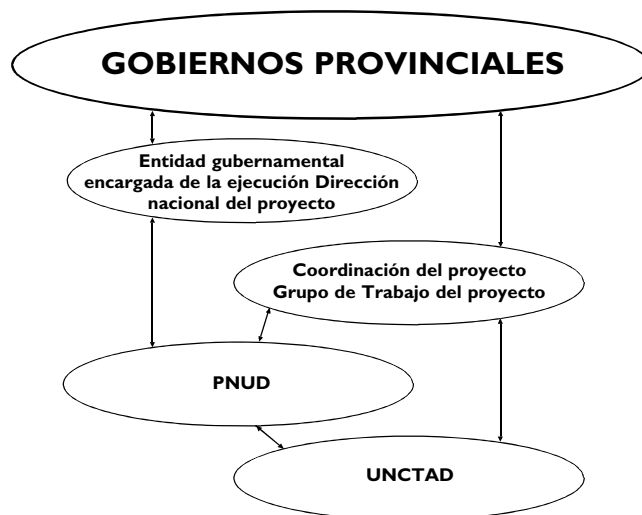 GOBIERNOS PROVINCIALES
Entidad gubernamental
encargada de la ejecución Dirección
nacional del proyecto
Coordinación del proyecto
Grupo de Trabajo del proyecto
PNUD
UNCTAD